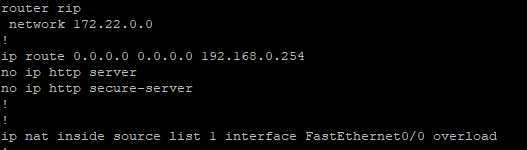 router rip
 network 172.22.0.0
!
ip route 0.0.0.0 0.0.0.0 192.168.0.254
no ip http server
no ip http secure-server
!
!
ip nat inside source list 1 interface FastEthernet0/0 overload
!